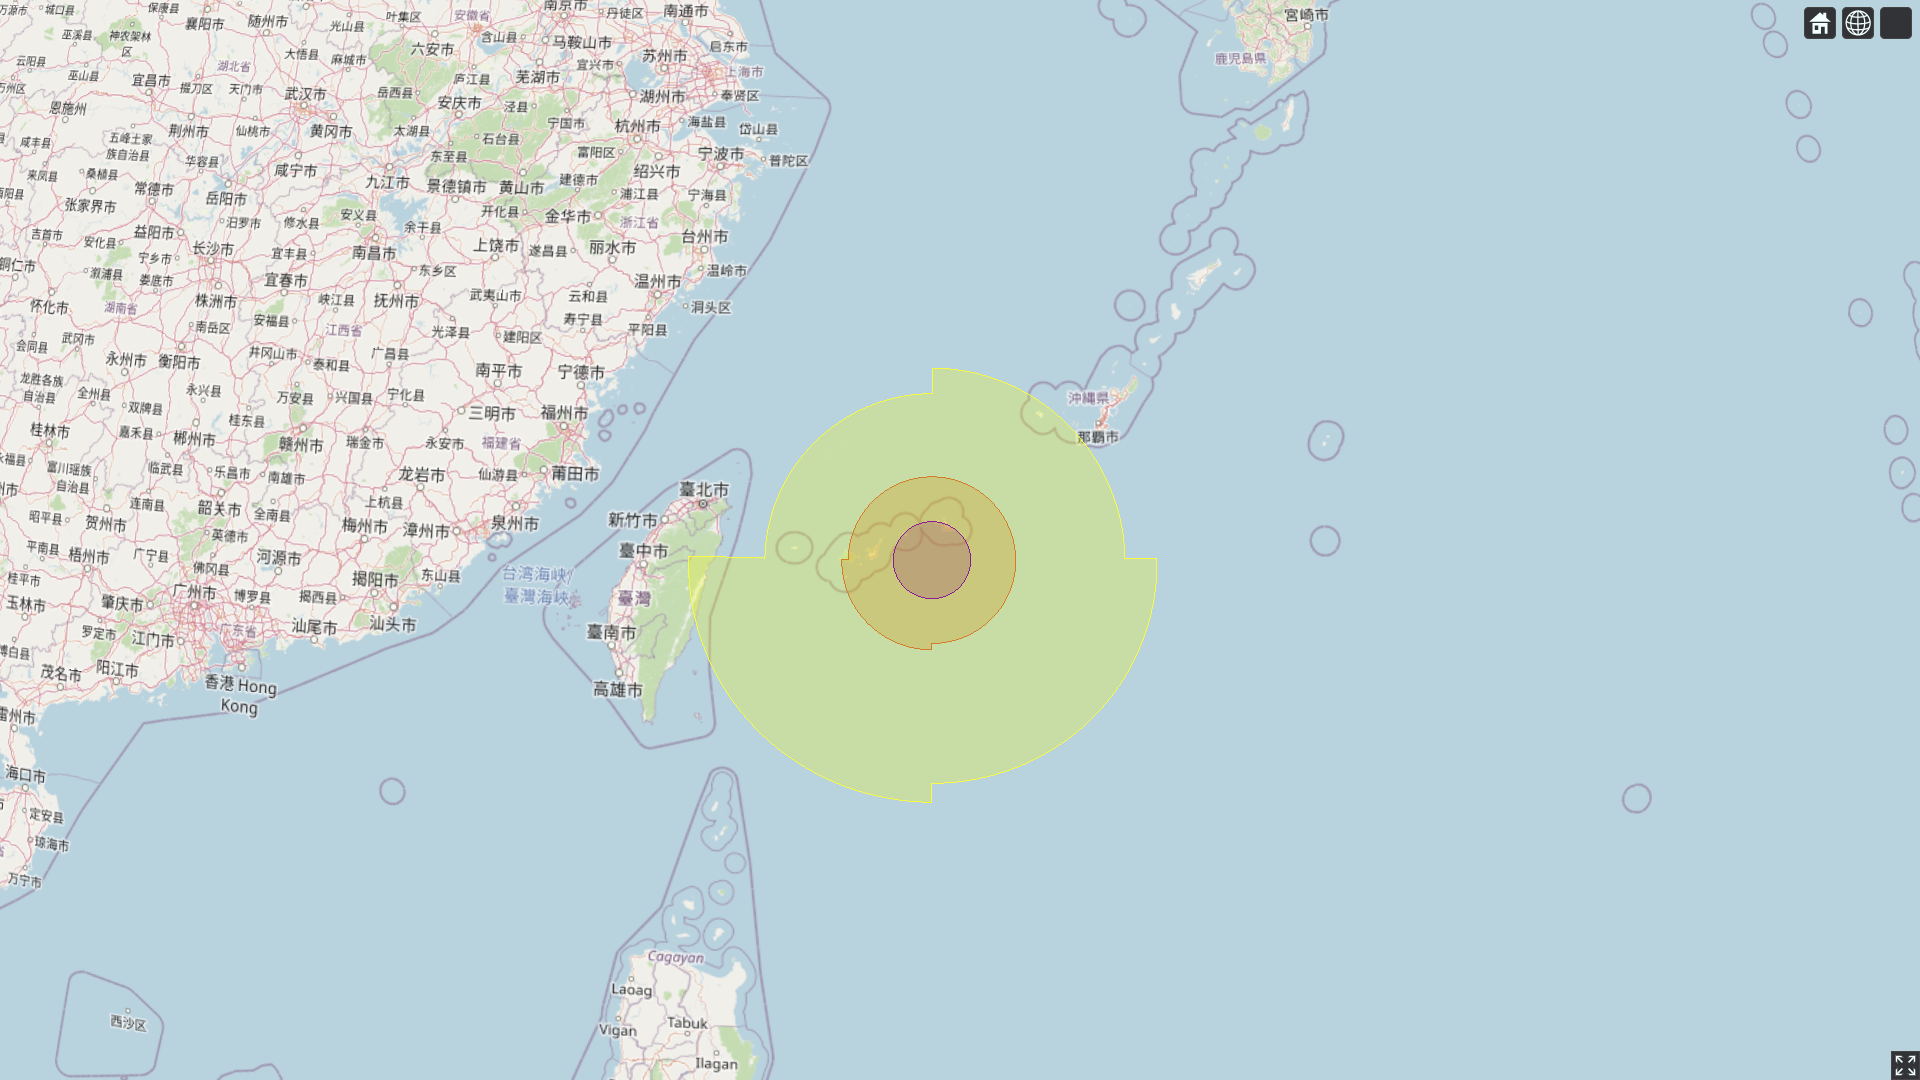 万源市
城口县
保康县
襄阳市
随州市
光山县
叶集区
安徽省
南京市
丹徒区
南通市
宮崎市
巫溪县
神农架林
区
大悟县
麻城市
六安市
含山县
马鞍山市
启东市
云阳县
巫山县
湖北省
宜兴市
苏州市
鹿児島県
宜昌市
掇刀区
天门市
武汉市
岳西县
庐江县
芜湖市
上海市
恩施州
安庆市
泾县
湖州市
奉贤区
荆州市
仙桃市
黄冈市
太湖县
石台县
宁国市
杭州市
海盐县
岱山县
咸丰县
五峰土家
族自治县
华容县
咸宁市
东至县
富阳区
宁波市
普陀区
来凤县
桑植县
常德市
岳阳市
九江市
景德镇市
黄山市
建德市
绍兴市
张家界市
汨罗市
修水县
安义县
开化县
金华市
浦江县
宁海县
吉首市
安化县
益阳市
余干县
浙江省
台州市
铜仁市
溆浦县
宁乡市
长沙市
宜丰县
南昌市
上饶市
遂昌县
丽水市
娄底市
东乡区
温岭市
怀化市
湖南省
株洲市
宜春市
峡江县
抚州市
武夷山市
云和县
温州市
洞头区
会同县
武冈市
南岳区
安福县
江西省
光泽县
建阳区
寿宁县
平阳县
永州市
衡阳市
井冈山市
泰和县
广昌县
南平市
宁德市
龙胜各族
自治县
全州县
永兴县
万安县
兴国县
宁化县
沖縄県
双牌县
桂东县
三明市
福州市
桂林市
嘉禾县
郴州市
赣州市
瑞金市
永安市
福建省
那覇市
永福县
富川瑶族
自治县
临武县
乐昌市
南雄市
龙岩市
仙游县
莆田市
连南县
韶关市
上杭县
臺北市
昭平县
贺州市
全南县
梅州市
漳州市
泉州市
新竹市
平南县
梧州市
广宁县
英德市
河源市
臺中市
桂平市
佛冈县
揭阳市
东山县
台湾海峡/
臺灣海峡
玉林市
肇庆市
广州市
博罗县
揭西县
臺灣
博白县
罗定市
江门市
广东省
汕尾市
汕头市
臺南市
茂名市
阳江市
香港 Hong
Kong
高雄市
雷州市
海口市
定安县
琼海市
万宁市
Cagayan
Laoag
西沙区
Vigan
Tabuk
Ilagan